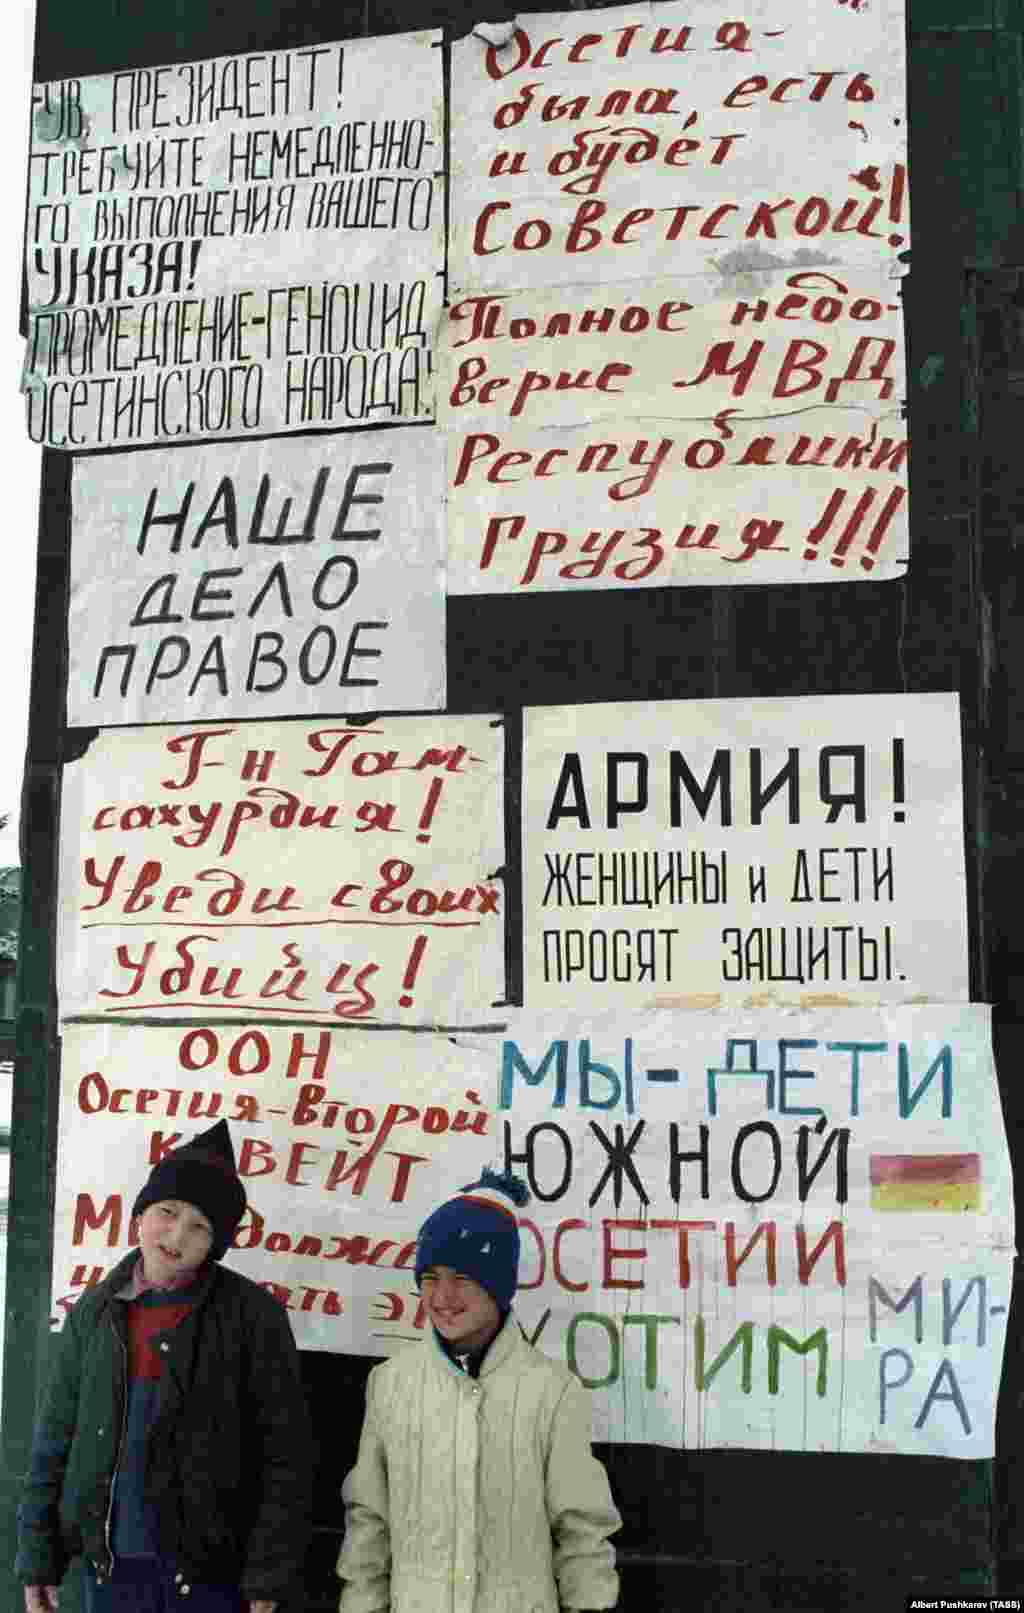 УВ. ПРЕЗИДЕНТ!
ТРЕБУЙТЕ НЕМЕДЛЕННО-
ГО ВЫПОЛНЕНИЯ ВАШЕГО
УКАЗА!
ПРОМЕДЛЕНИЕ-ГЕНОЦИД
ОСЕТИНСКОГО НАРОДА!
Осетия-
была, есть
и будет
Советской!
Полное недо-
верие МВД
Республики
Грузия!!!
НАШЕ
ДЕЛО
ПРАВОЕ
Г-н Гам-
сахурдия!
Уведи своих
Убийц!
АРМИЯ!
ЖЕНЩИНЫ и ДЕТИ
ПРОСЯТ ЗАЩИТЫ.
ООН
Осетия-второй
КУВЕЙТ
МЫ-ДЕТИ
ЮЖНОЙ
ОСЕТИИ
ХОТИМ МИ-
РА
Albert Pushkarev (TASS)